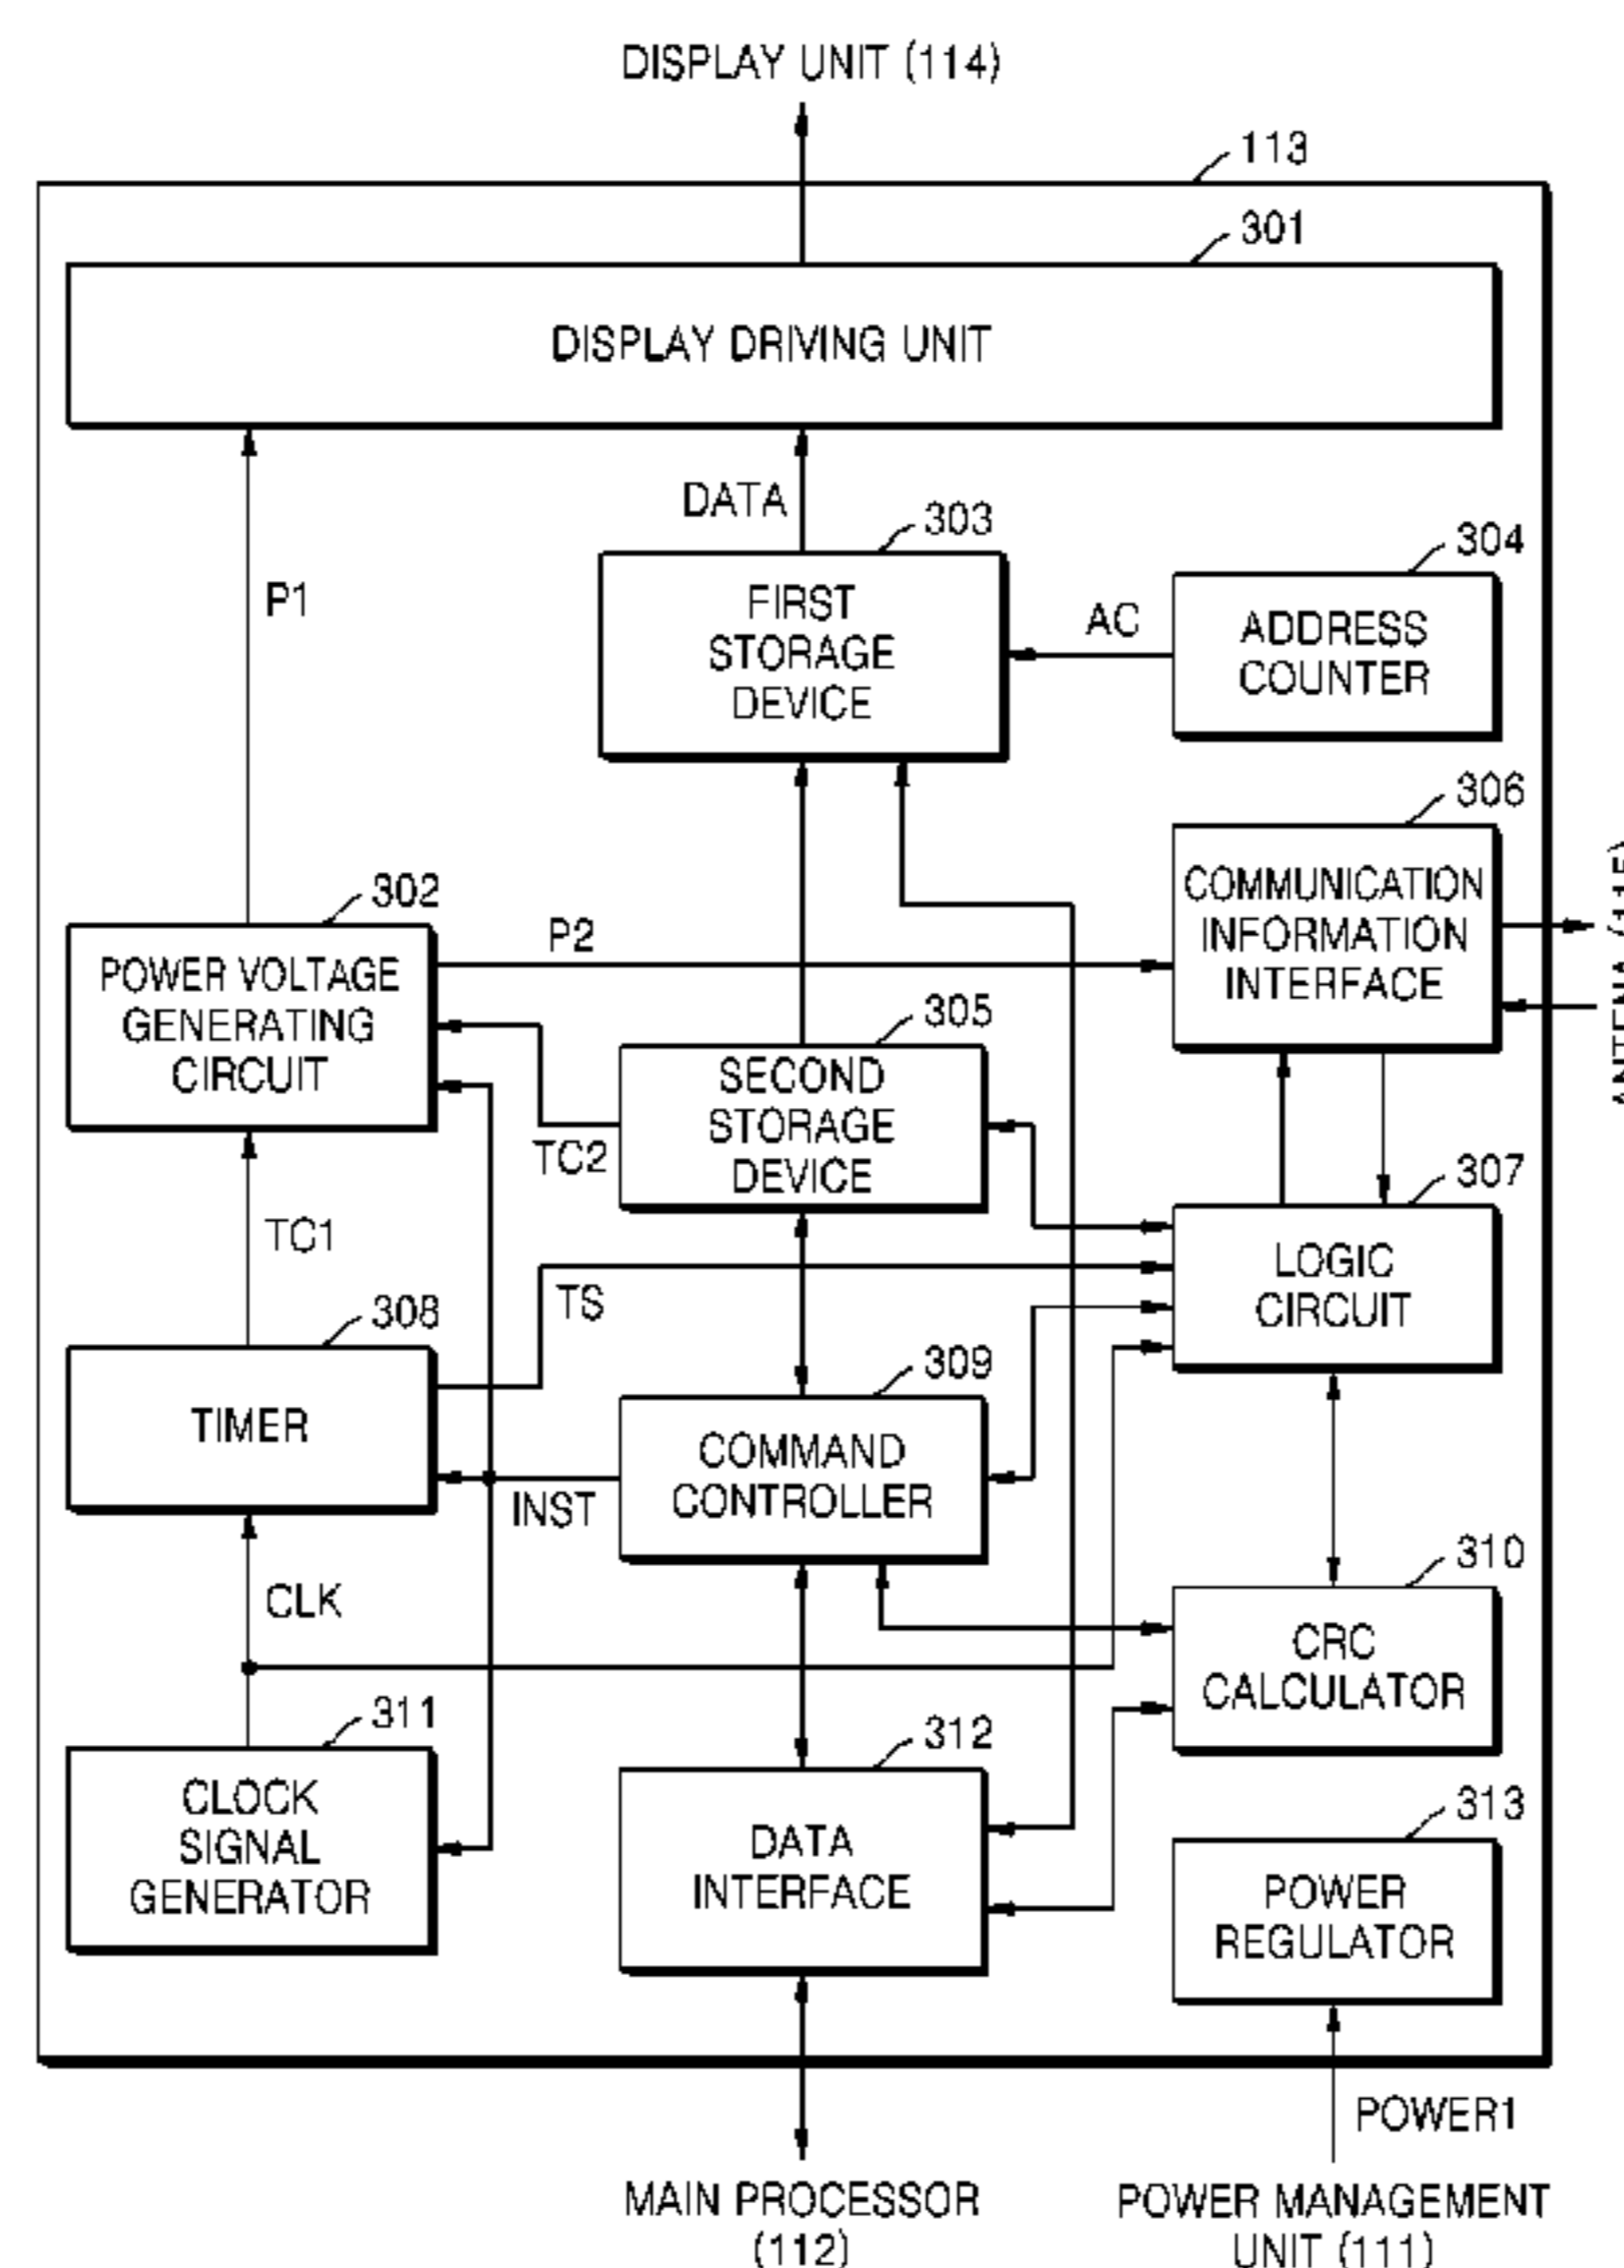 DISPLAY UNIT (114)
113
301
DISPLAY DRIVING UNIT
DATA
303
304
P1
FIRST
STORAGE
DEVICE
AC
ADDRESS
COUNTER
306
302
P2
COMMUNICATION
INFORMATION
INTERFACE
POWER VOLTAGE
GENERATING
CIRCUIT
305
SECOND
STORAGE
DEVICE
TC2
307
TC1
LOGIC
CIRCUIT
TS
308
309
TIMER
COMMAND
CONTROLLER
INST
310
CLK
CRC
CALCULATOR
311
312
CLOCK
SIGNAL
GENERATOR
313
DATA
INTERFACE
POWER
REGULATOR
POWER1
MAIN PROCESSOR
(112)
POWER MANAGEMENT
UNIT (111)